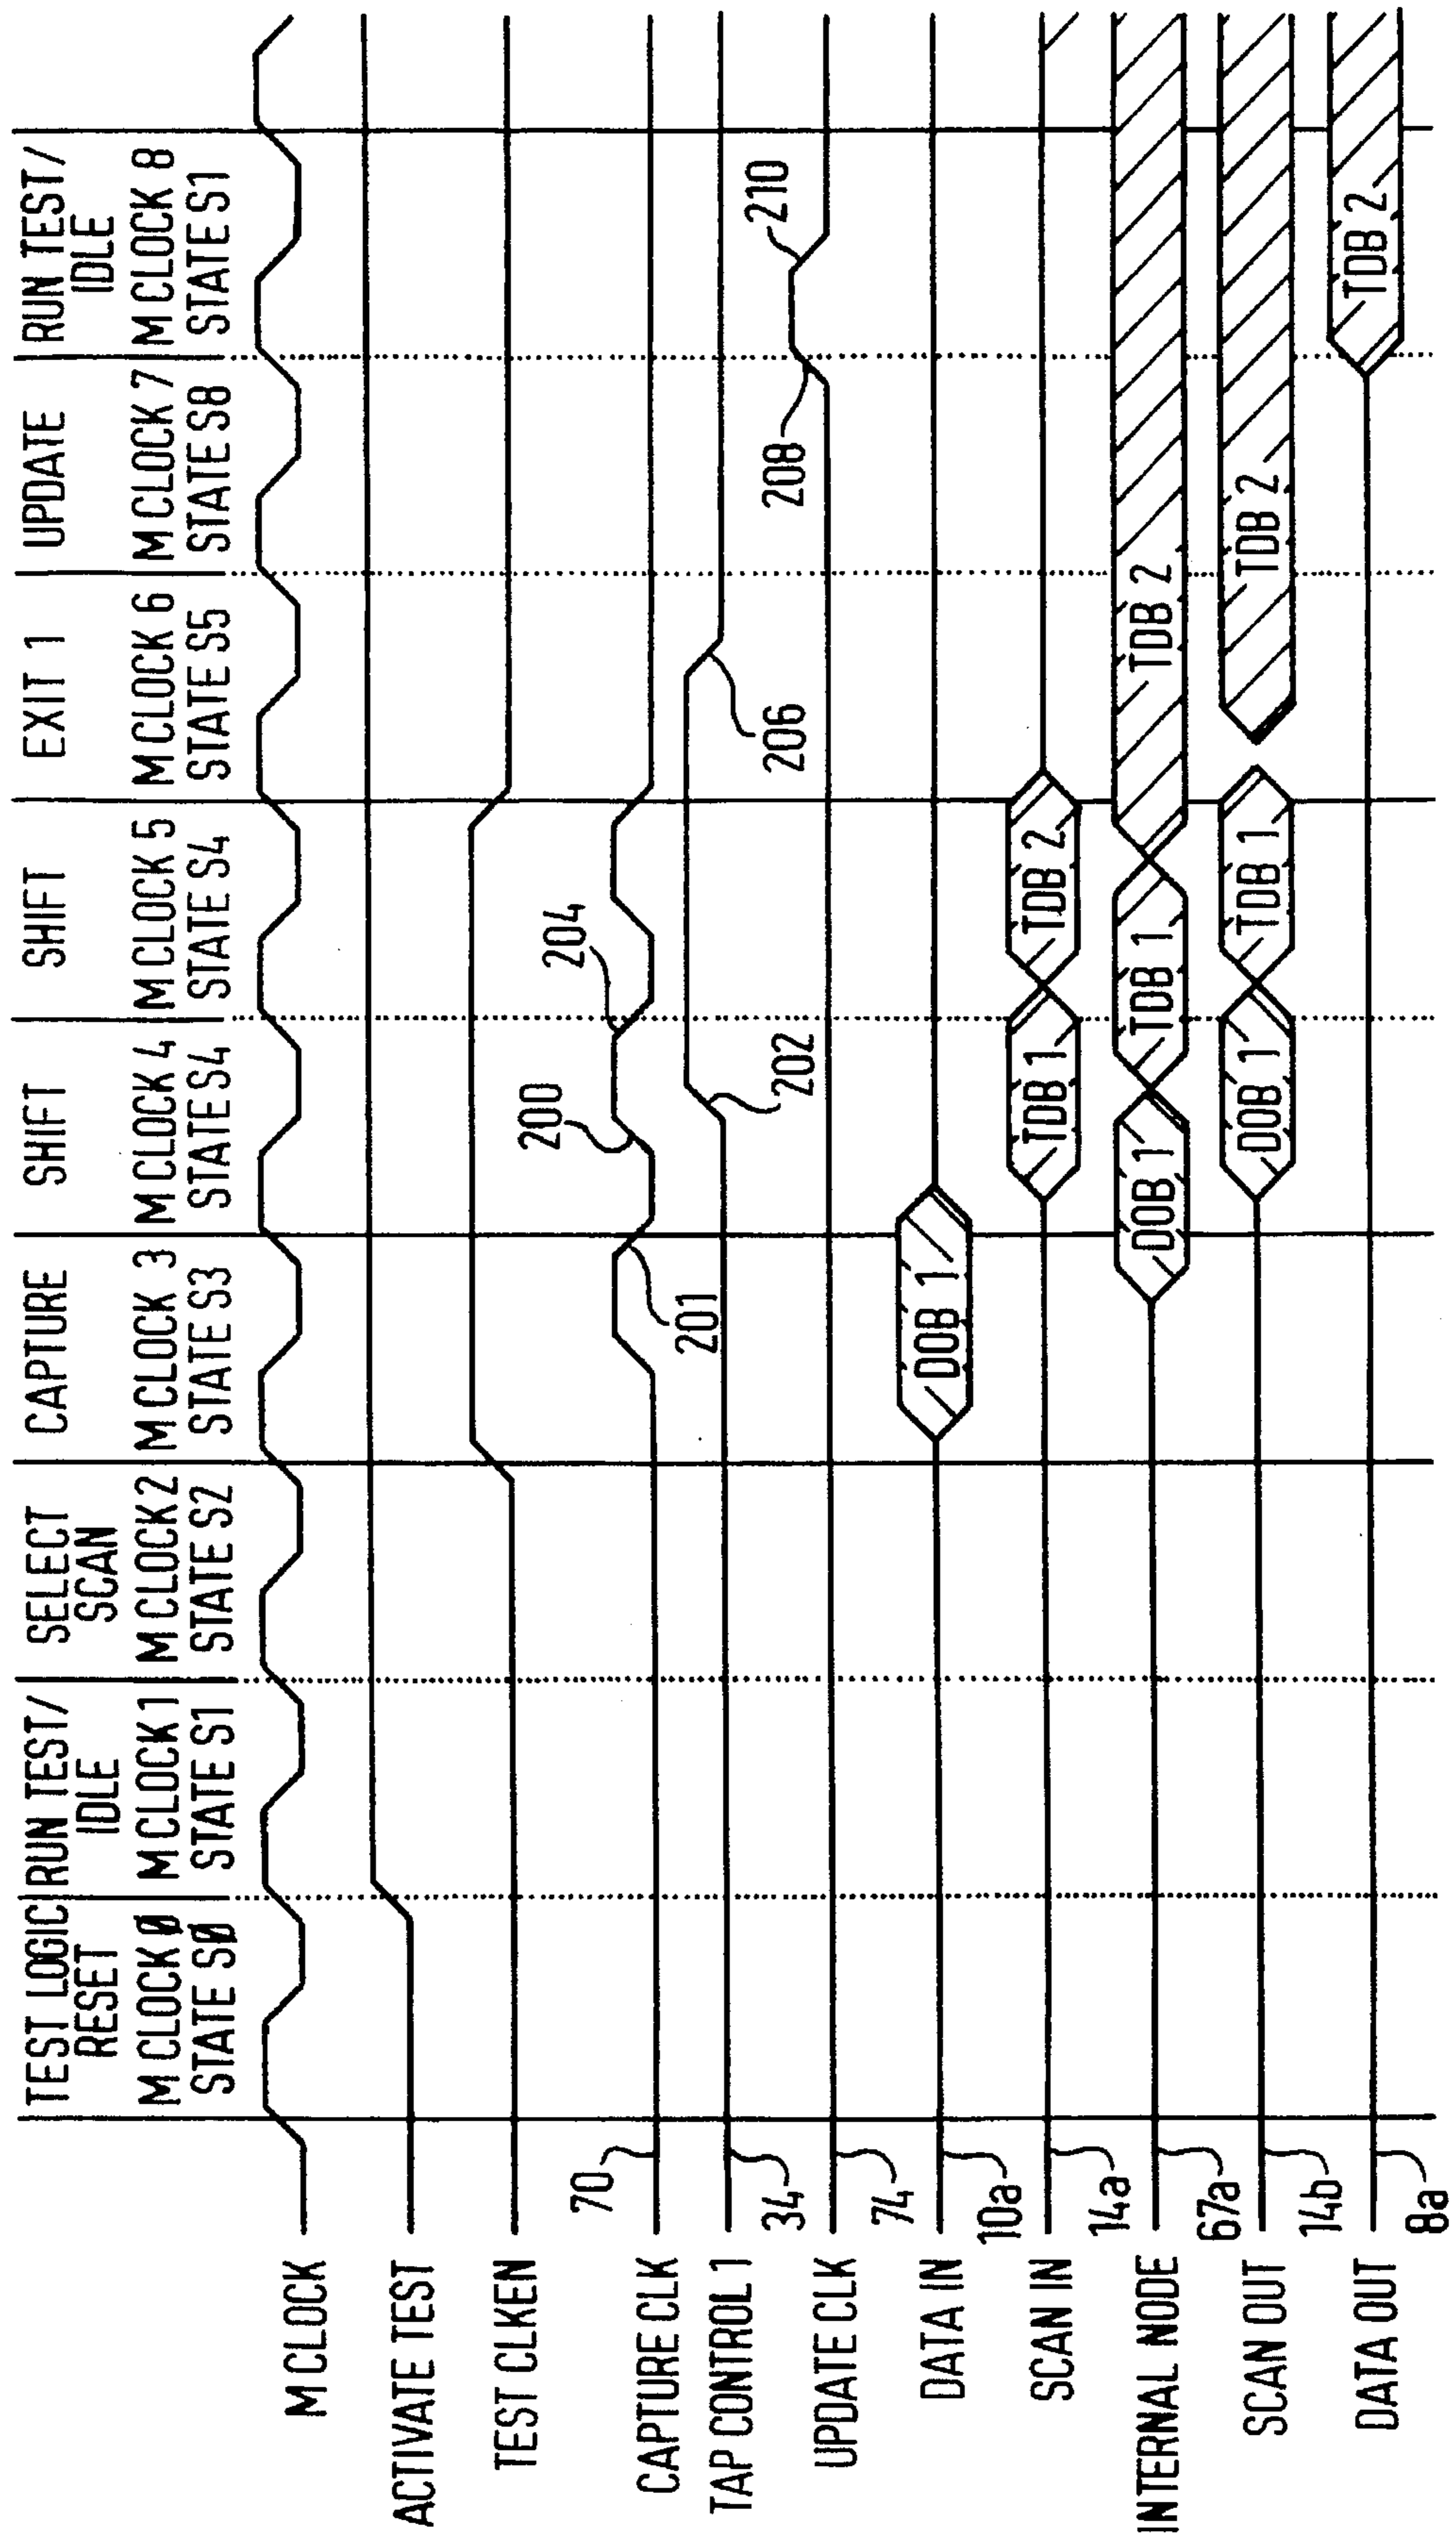 TEST LOGIC
RESET
M CLOCK Ø
STATE SØ
RUN TEST/
IDLE
M CLOCK 1
STATE S1
SELECT
SCAN
M CLOCK 2
STATE S2
CAPTURE
M CLOCK 3
STATE S3
SHIFT
M CLOCK 4
STATE S4
SHIFT
M CLOCK 5
STATE S4
EXIT 1
M CLOCK 6
STATE S5
UPDATE
M CLOCK 7
STATE S8
RUN TEST/
IDLE
M CLOCK 8
STATE S1
M CLOCK
ACTIVATE TEST
TEST CLKEN
CAPTURE CLK
70
201
200
204
TAP CONTROL 1
34
202
206
UPDATE CLK
74
208
210
DATA IN
10a
DOB 1
SCAN IN
14a
TDB 1
TDB 2
INTERNAL NODE
67a
DOB 1
TDB 1
TDB 2
SCAN OUT
14b
DOB 1
TDB 1
TDB 2
DATA OUT
8a
TDB 2